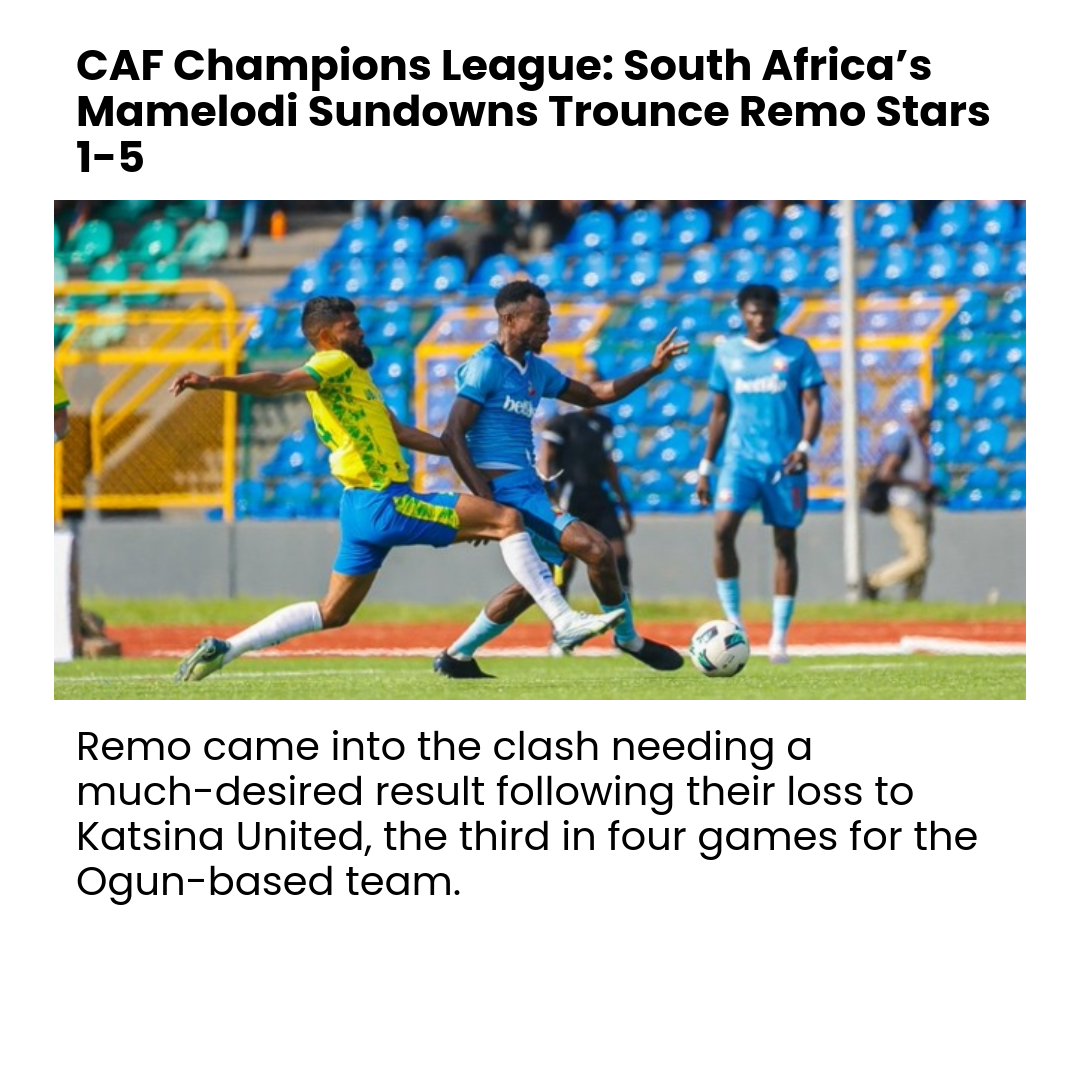 CAF Champions League: South Africa’s
Mamelodi Sundowns Trounce Remo Stars
1-5
Remo came into the clash needing a
much-desired result following their loss to
Katsina United, the third in four games for the
Ogun-based team.